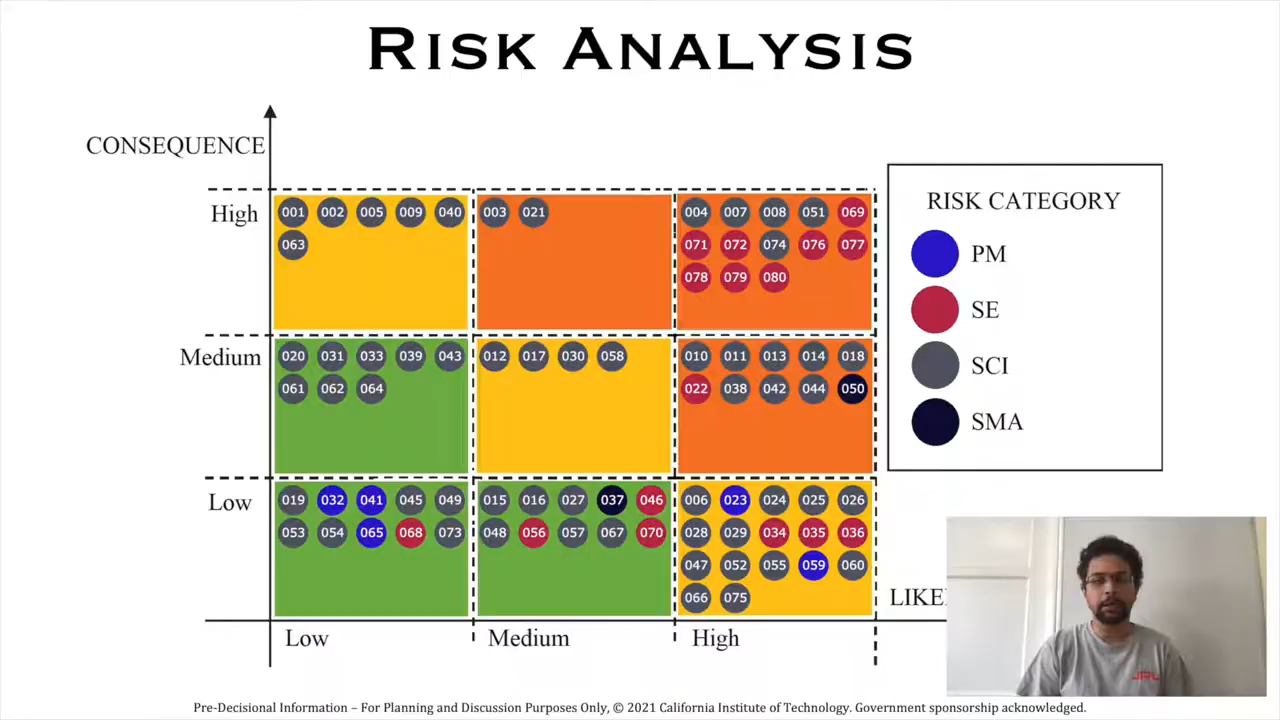 RISK ANALYSIS
CONSEQUENCE
High
001 002 005 009 040
063
003 021
004 007 008 051 069
071 072 074 076 077
078 079 080
Medium
020 031 033 039 043
061 062 064
012 017 030 058
010 011 013 014 018
022 038 042 044 050
Low
019 032 041 045 049
053 054 065 068 073
015 016 027 037 046
048 056 057 067 070
006 023 024 025 026
028 029 034 035 036
047 052 055 059 060
066 075
Low
Medium
High
RISK CATEGORY
PM
SE
SCI
SMA
JPL
Pre-Decisional Information – For Planning and Discussion Purposes Only, © 2021 California Institute of Technology. Government sponsorship acknowledged.